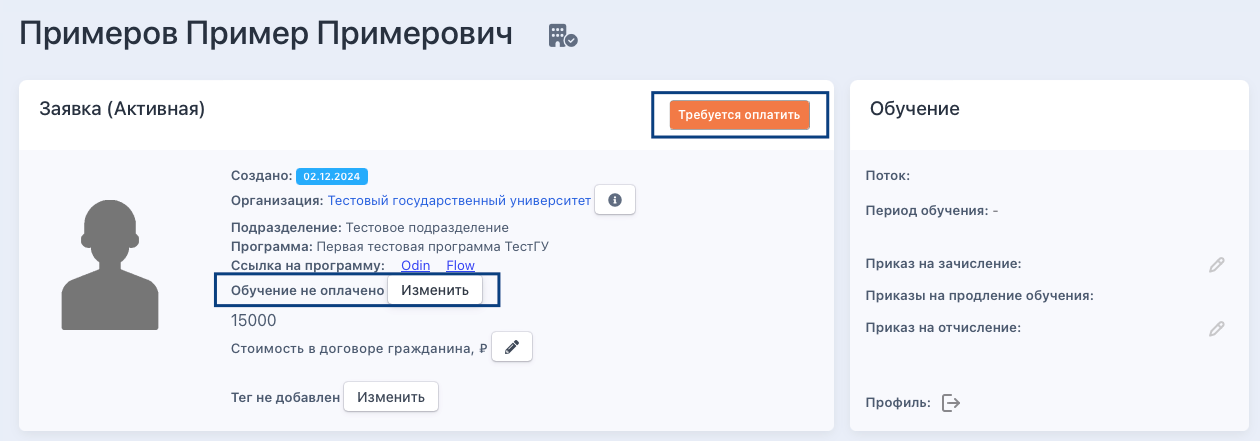 Примеров Пример Примерович
Заявка (Активная)
Требуется оплатить
Создано: 02.12.2024
Организация: Тестовый государственный университет
Подразделение: Тестовое подразделение
Программа: Первая тестовая программа ТестГУ
Ссылка на программу: Odin Flow
Обучение не оплачено Изменить
15000
Стоимость в договоре гражданина, ₽
Тег не добавлен Изменить
Обучение
Поток:
Период обучения: -
Приказ на зачисление:
Приказы на продление обучения:
Приказ на отчисление:
Профиль: